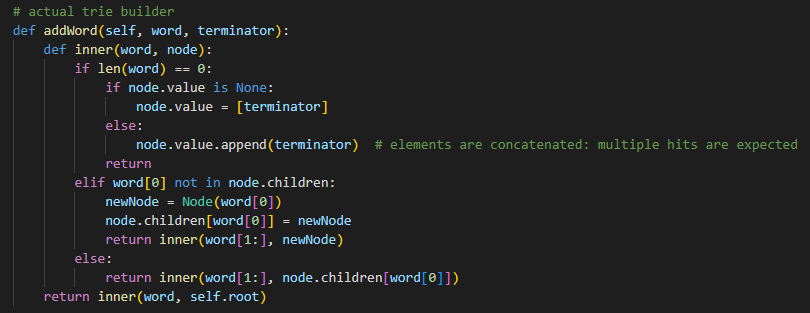 # actual trie builder
def addWord(self, word, terminator):
    def inner(word, node):
        if len(word) == 0:
            if node.value is None:
                node.value = [terminator]
            else:
                node.value.append(terminator)  # elements are concatenated: multiple hits are expected
            return
        elif word[0] not in node.children:
            newNode = Node(word[0])
            node.children[word[0]] = newNode
            return inner(word[1:], newNode)
        else:
            return inner(word[1:], node.children[word[0]])
    return inner(word, self.root)